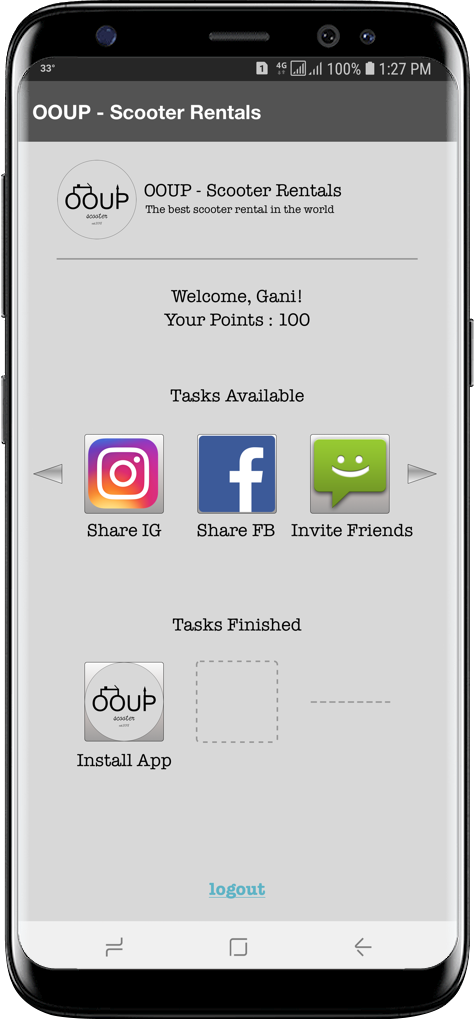 33°
1 4G 100% 1:27 PM
OOUP - Scooter Rentals
OOUP
scooter
OOUP - Scooter Rentals
The best scooter rental in the world
Welcome, Gani!
Your Points : 100
Tasks Available
Share IG
Share FB
Invite Friends
Tasks Finished
OOUP
scooter
Install App
logout